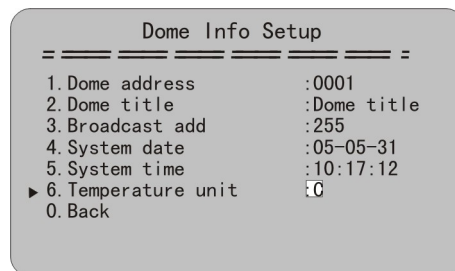 Dome Info Setup
1. Dome address :0001
2. Dome title :Dome title
3. Broadcast add :255
4. System date :05-05-31
5. System time :10:17:12
▶ 6. Temperature unit :C
0. Back